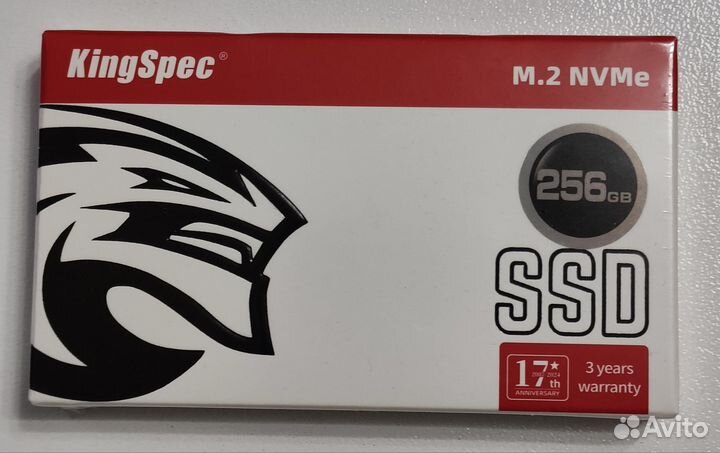 KingSpec®
M.2 NVMe
256GB
SSD
17th
2007-2024
ANNIVERSARY
3 years
warranty
Avito